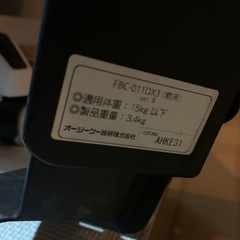 FBC-011DX3 (前用)
ver. B
◎適用体重：15kg 以下
◎製品重量：3.4kg
オージーケー技研株式会社
LOT.NO. AHKE31